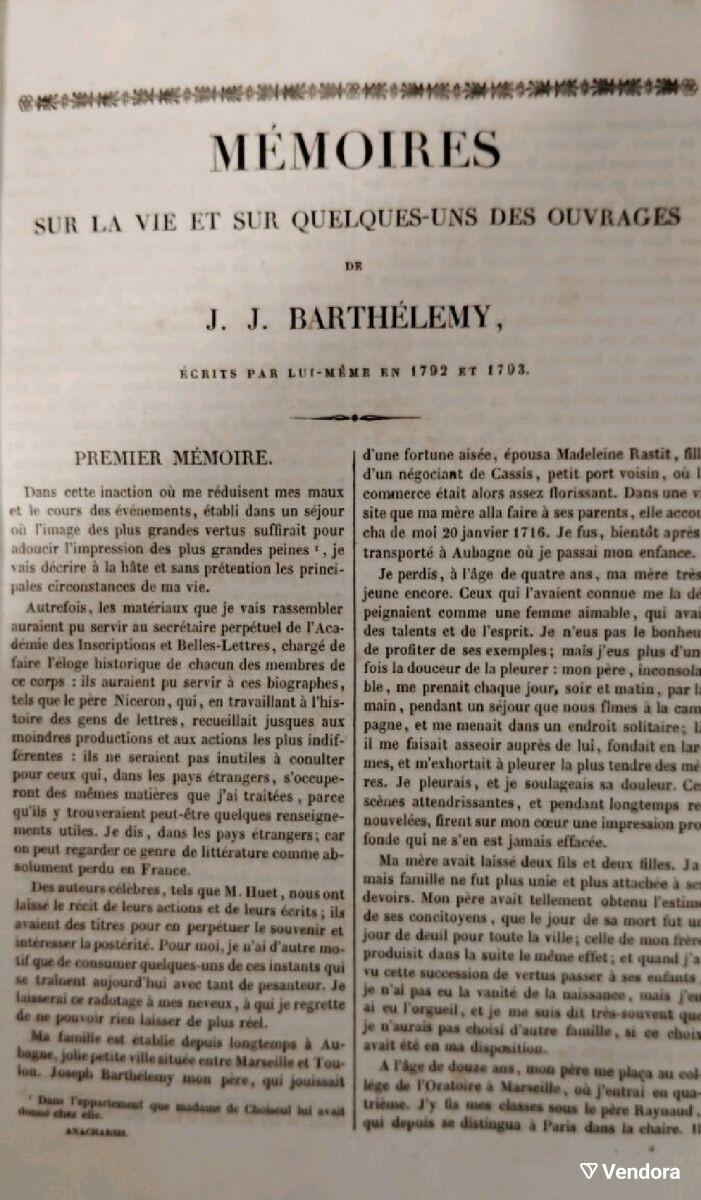 MÉMOIRES
SUR LA VIE ET SUR QUELQUES-UNS DES OUVRAGES
DE
J. J. BARTHÉLEMY,
ÉCRITS PAR LUI-MÊME EN 1792 ET 1793.
PREMIER MÉMOIRE.
Dans cette inaction où me réduisent mes maux
et le cours des événements, établi dans un séjour
où l'image des plus grandes vertus suffirait pour
adoucir l'impression des plus grandes peines ¹, je
vais décrire à la hâte et sans prétention les princi-
pales circonstances de ma vie.
Autrefois, les matériaux que je vais rassembler
auraient pu servir au secrétaire perpétuel de l'Aca-
démie des Inscriptions et Belles-Lettres, chargé de
faire l'éloge historique de chacun des membres de
ce corps : ils auraient pu servir à ces biographes,
tels que le père Niceron, qui, en travaillant à l'his-
toire des gens de lettres, recueillait jusques aux
moindres productions et aux actions les plus indif-
férentes : ils ne seraient pas inutiles à conulter
pour ceux qui, dans les pays étrangers, s'occupe-
ront des mêmes matières que j'ai traitées, parce
qu'ils y trouveraient peut-être quelques renseigne-
ments utiles. Je dis, dans les pays étrangers; car
on peut regarder ce genre de littérature comme ab-
solument perdu en France.
Des auteurs célèbres, tels que M. Huet, nous ont
laissé le récit de leurs actions et de leurs écrits; ils
avaient des titres pour en perpétuer le souvenir et
intéresser la postérité. Pour moi, je n'ai d'autre mo-
tif que de consumer quelques-uns de ces instants qui
se traînent aujourd'hui avec tant de pesanteur. Je
laisserai ce radotage à mes neveux, à qui je regrette
de ne pouvoir rien laisser de plus réel.
Ma famille est établie depuis longtemps à Au-
bagne, jolie petite ville située entre Marseille et Tou-
lon. Joseph Barthélemy mon père, qui jouissait
¹ Dans l'appartement que madame de Choiseul lui avait
donné chez elle.
ANACHARSIS.
d'une fortune aisée, épousa Madeleine Rastit, fill
d'un négociant de Cassis, petit port voisin, où l
commerce était alors assez florissant. Dans une vi
site que ma mère alla faire à ses parents, elle accou
cha de moi 20 janvier 1716. Je fus, bientôt après
transporté à Aubagne où je passai mon enfance.
Je perdis, à l'âge de quatre ans, ma mère très
jeune encore. Ceux qui l'avaient connue me la dé
peignaient comme une femme aimable, qui avai
des talents et de l'esprit. Je n'eus pas le bonheu
de profiter de ses exemples; mais j'eus plus d'un
fois la douceur de la pleurer : mon père, inconsola
ble, me prenait chaque jour, soir et matin, par l
main, pendant un séjour que nous fîmes à la cam
pagne, et me menait dans un endroit solitaire; l
il me faisait asseoir auprès de lui, fondait en lar
mes, et m'exhortait à pleurer la plus tendre des mè
res. Je pleurais, et je soulageais sa douleur. Ce
scènes attendrissantes, et pendant longtemps re
nouvelées, firent sur mon cœur une impression pro
fonde qui ne s'en est jamais effacée.
Ma mère avait laissé deux fils et deux filles. Ja
mais famille ne fut plus unie et plus attachée à se
devoirs. Mon père avait tellement obtenu l'estim
de ses concitoyens, que le jour de sa mort fut u
jour de deuil pour toute la ville; celle de mon frère
produisit dans la suite le même effet; et quand j'a
vu cette succession de vertus passer à ses enfants
je n'ai pas eu la vanité de la naissance, mais j'en
ai eu l'orgueil, et je me suis dit très-souvent que
je n'aurais pas choisi d'autre famille, si ce choix
avait été en ma disposition.
A l'âge de douze ans, mon père me plaça au col
lége de l'Oratoire à Marseille, où j'entrai en qua-
trième. J'y fis mes classes sous le père Raynaud,
qui depuis se distingua à Paris dans la chaire. Il
Vendora